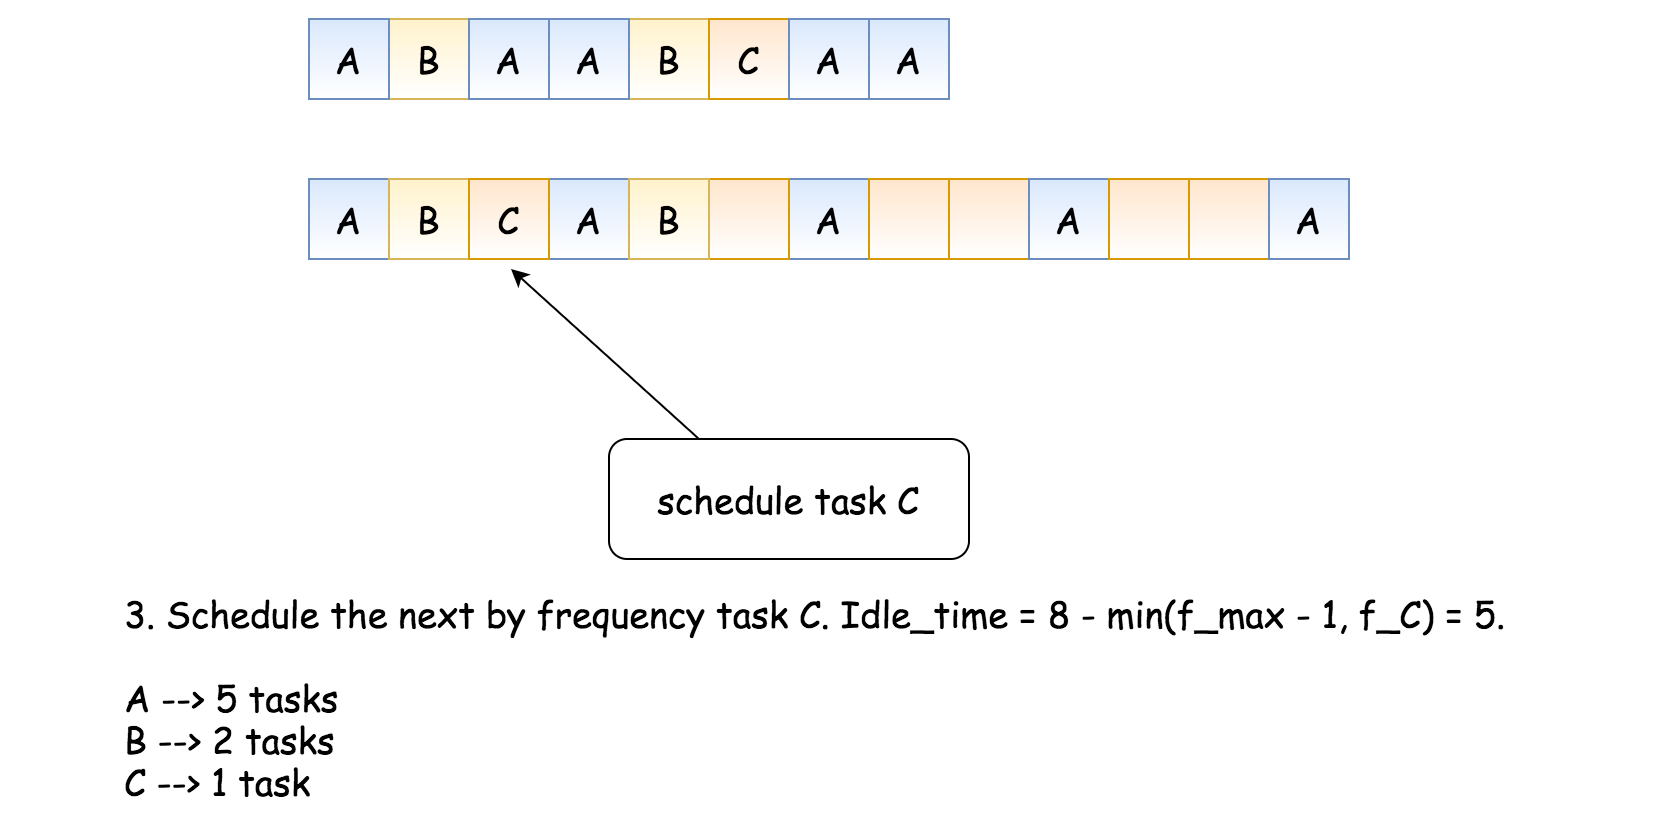 A B A A B C A A
A B C A B A A A
schedule task C
3. Schedule the next by frequency task C. Idle_time = 8 - min(f_max - 1, f_C) = 5.
A --> 5 tasks
B --> 2 tasks
C --> 1 task